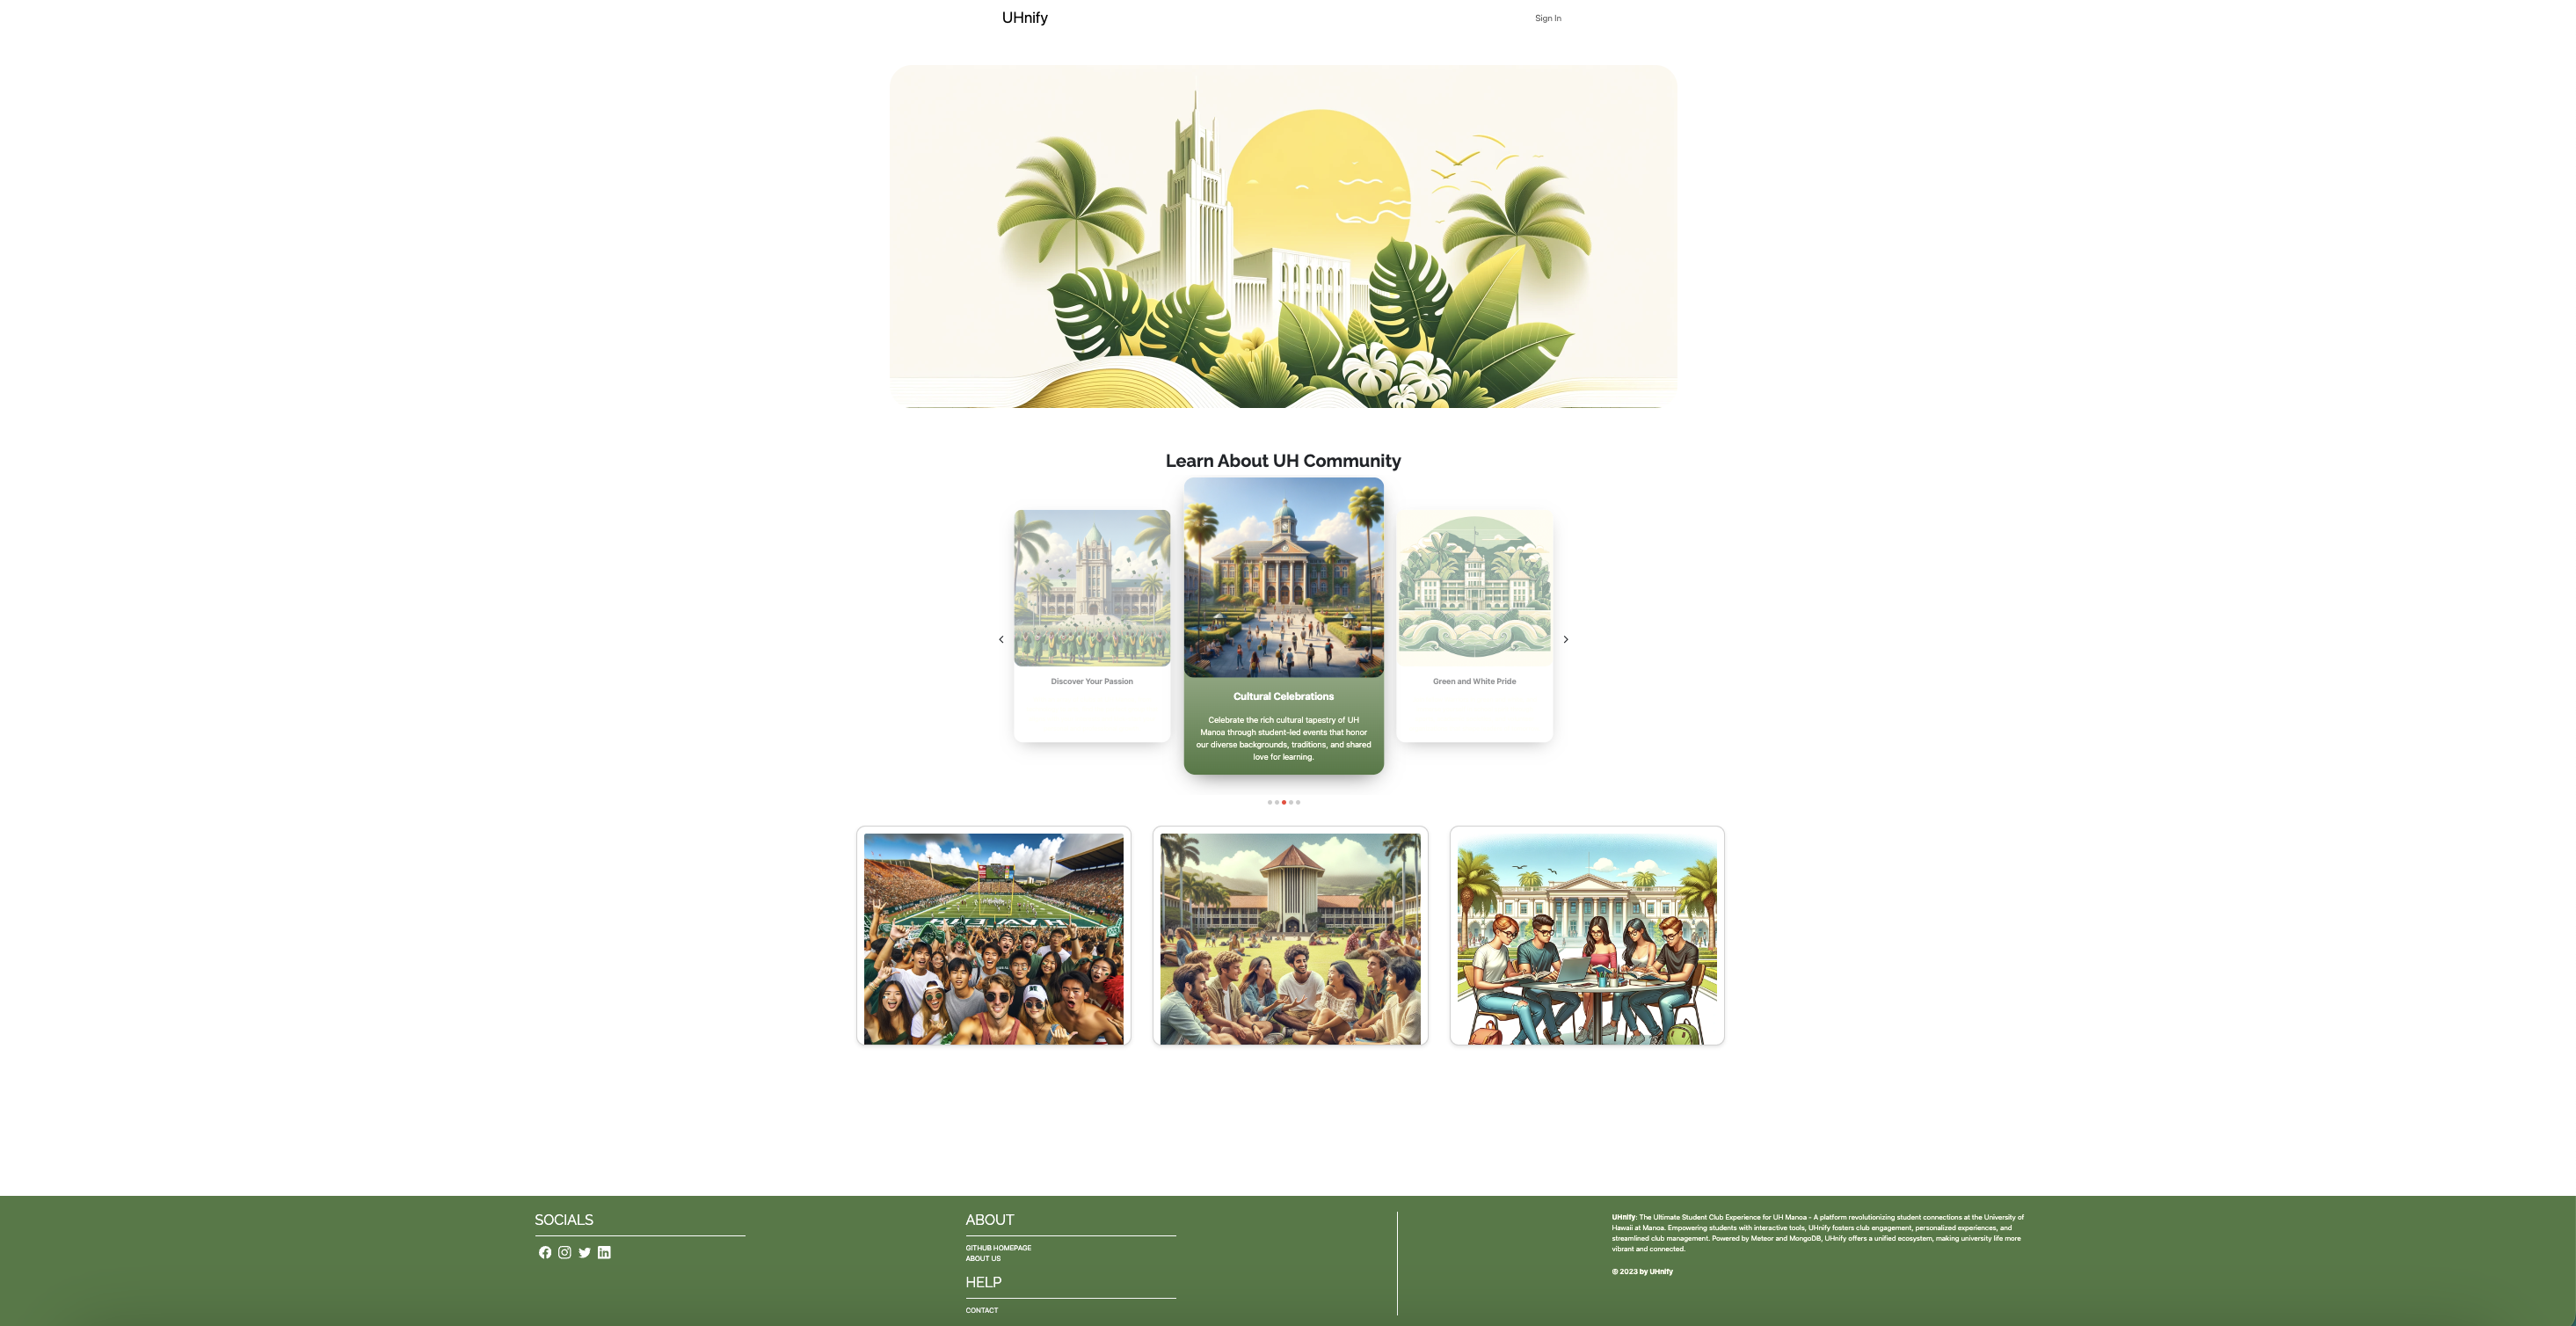 UHnify
Sign In
Learn About UH Community
Discover Your Passion
Cultural Celebrations
Celebrate the rich cultural tapestry of UH
Manoa through student-led events that honor
our diverse backgrounds, traditions, and shared
love for learning.
Green and White Pride
SOCIALS
ABOUT
GITHUB HOMEPAGE
ABOUT US
HELP
CONTACT
UHnify: The Ultimate Student Club Experience for UH Manoa - A platform revolutionizing student connections at the University of
Hawaii at Manoa. Empowering students with interactive tools, UHnify fosters club engagement, personalized experiences, and
streamlined club management. Powered by Meteor and MongoDB, UHnify offers a unified ecosystem, making university life more
vibrant and connected.
© 2023 by UHnify